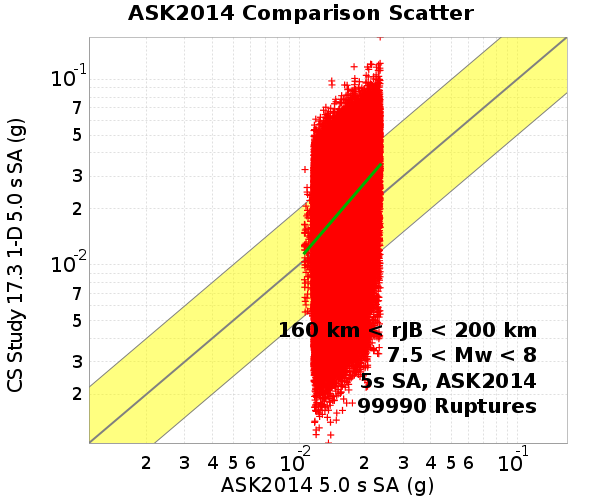 ASK2014 Comparison Scatter
CS Study 17.3 1-D 5.0 s SA (g)
10⁻¹
7
5
3
2
10⁻²
7
5
3
2
160 km < rJB < 200 km
7.5 < Mw < 8
5s SA, ASK2014
99990 Ruptures
2 3 4 5 6 10⁻² 2 3 4 5 6 10⁻¹
ASK2014 5.0 s SA (g)